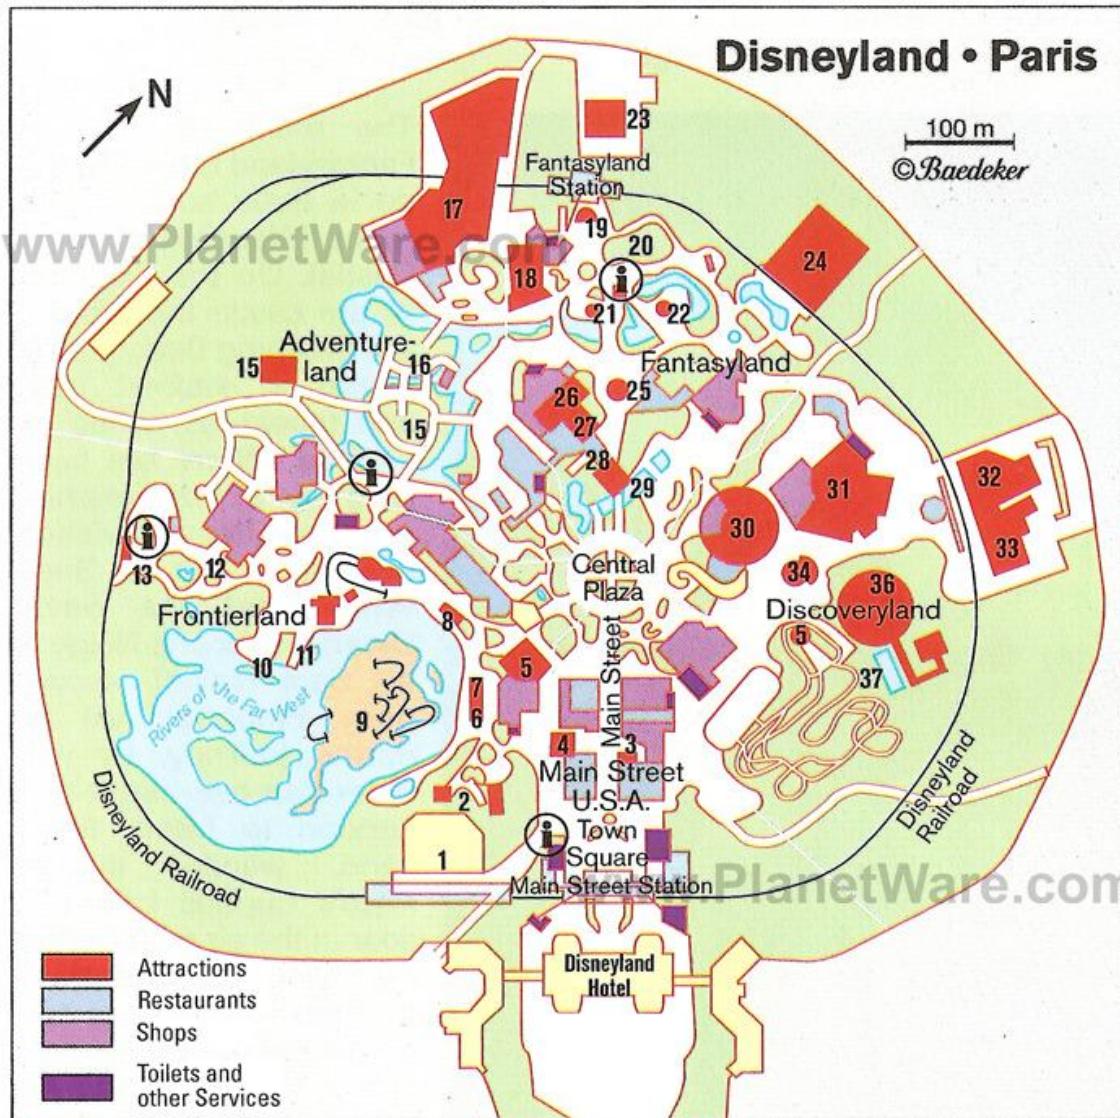 Disneyland • Paris
N
100 m
©Baedeker
23
Fantasyland
Station
17
19
20
www.PlanetWare.com
18
24
i
21
22
Adventure-
land
15
16
Fantasyland
26
25
27
15
28
29
i
32
31
30
33
i
13
12
Central
Plaza
34
36
Frontierland
8
Discoveryland
5
10
11
5
37
Rivers of the Far West
7
6
9
Main Street
4
3
Main Street
U.S.A.
2
Town
Square
i
1
Disneyland Railroad
Disneyland
Railroad
Main Street Station
www.PlanetWare.com
Disneyland
Hotel
Attractions
Restaurants
Shops
Toilets and
other Services